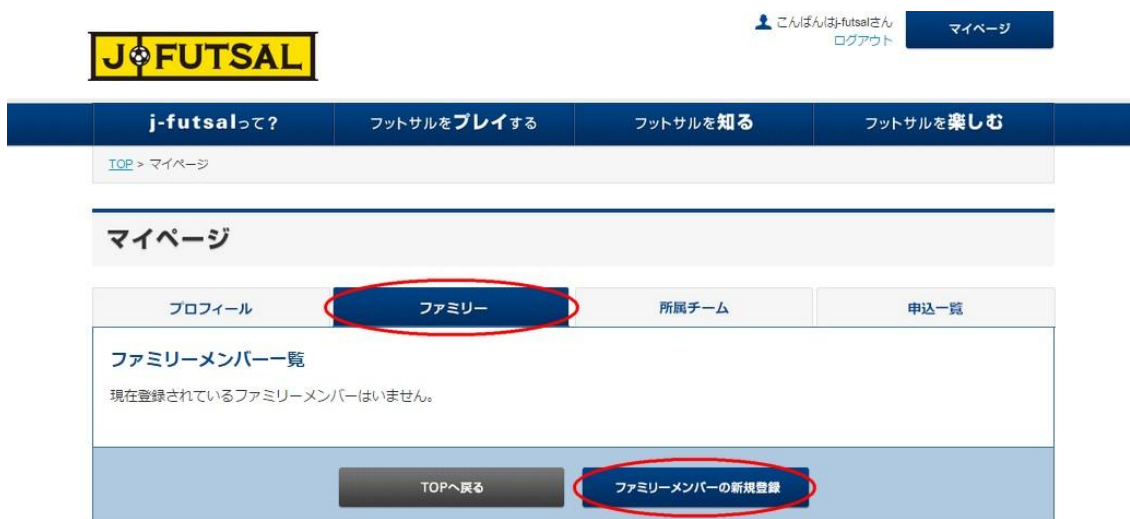 こんばんはj-futsalさん
ログアウト
マイページ
J FUTSAL
j-futsalって?
フットサルをプレイする
フットサルを知る
フットサルを楽しむ
TOP > マイページ
マイページ
プロフィール
ファミリー
所属チーム
申込一覧
ファミリーメンバー一覧
現在登録されているファミリーメンバーはいません。
TOPへ戻る
ファミリーメンバーの新規登録